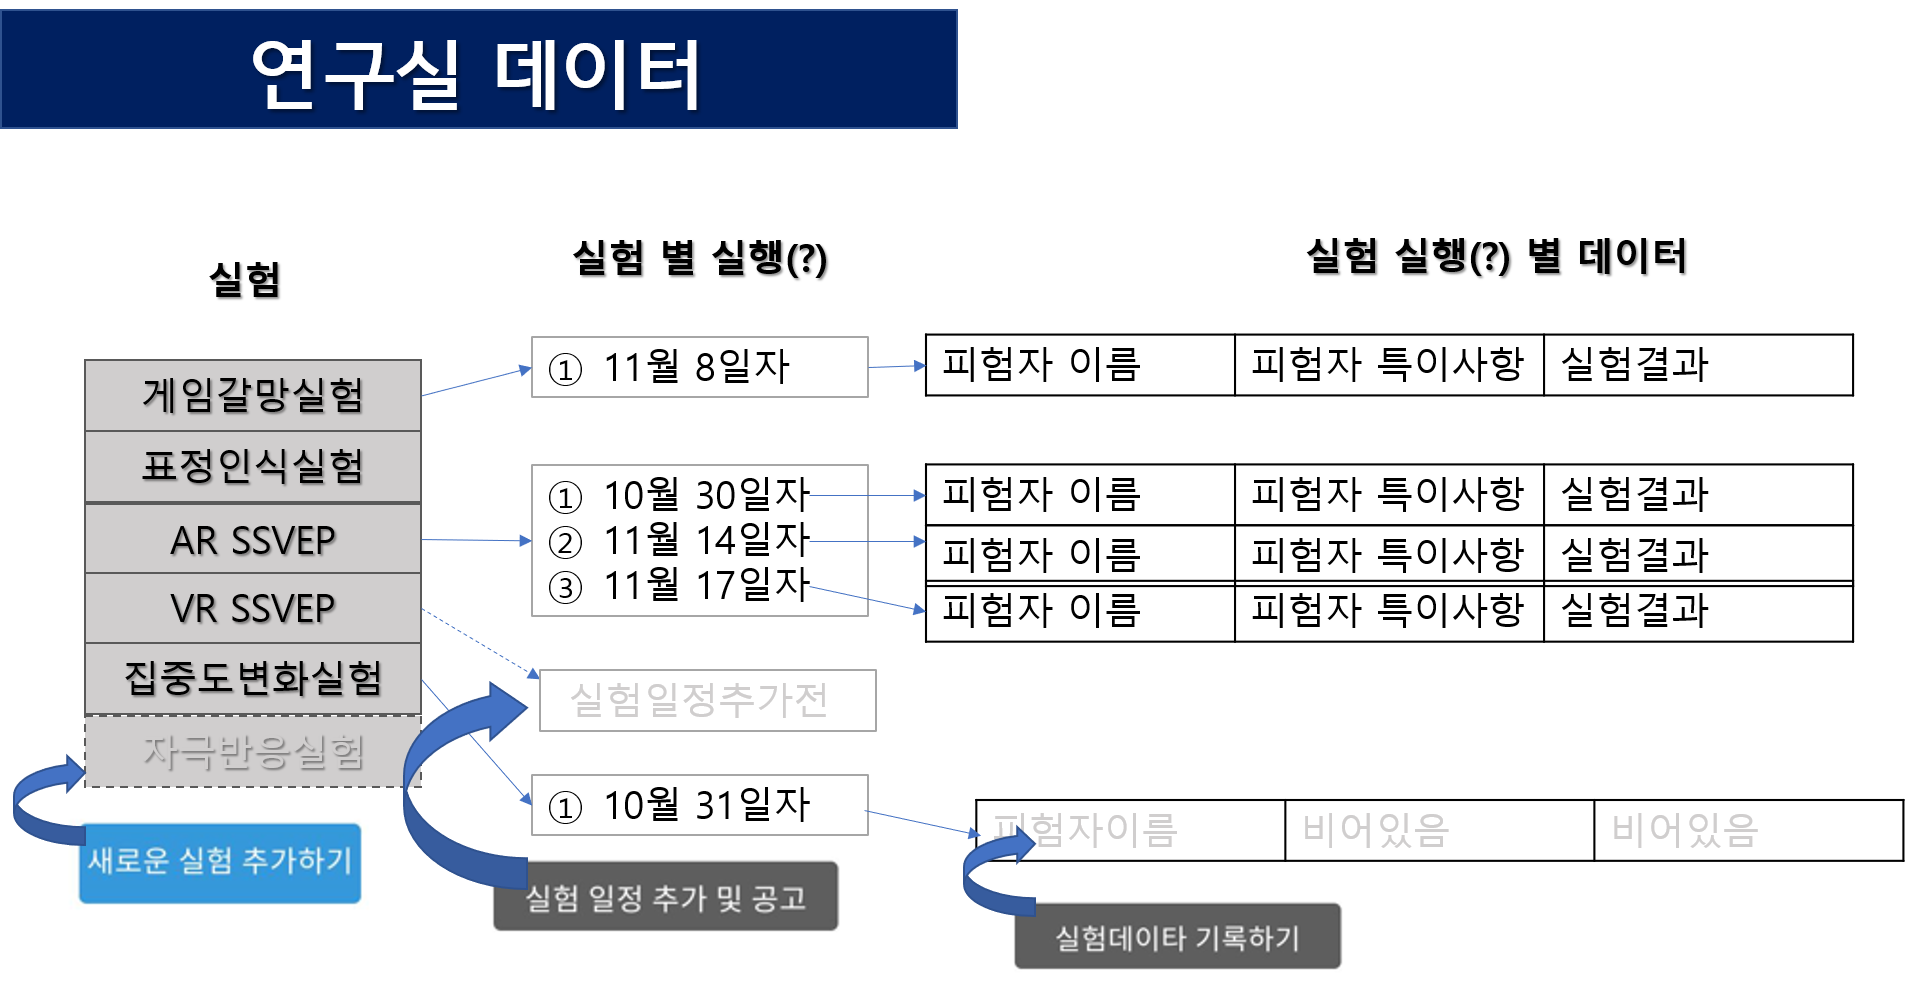 연구실 데이터
실험
실험 별 실행(?)
실험 실행(?) 별 데이터
게임갈망실험
표정인식실험
AR SSVEP
VR SSVEP
집중도변화실험
자극반응실험
새로운 실험 추가하기
① 11월 8일자
① 10월 30일자
② 11월 14일자
③ 11월 17일자
실험일정추가전
① 10월 31일자
실험 일정 추가 및 공고
피험자 이름 피험자 특이사항 실험결과
피험자 이름 피험자 특이사항 실험결과
피험자 이름 피험자 특이사항 실험결과
피험자 이름 피험자 특이사항 실험결과
피험자이름 비어있음 비어있음
실험데이타 기록하기